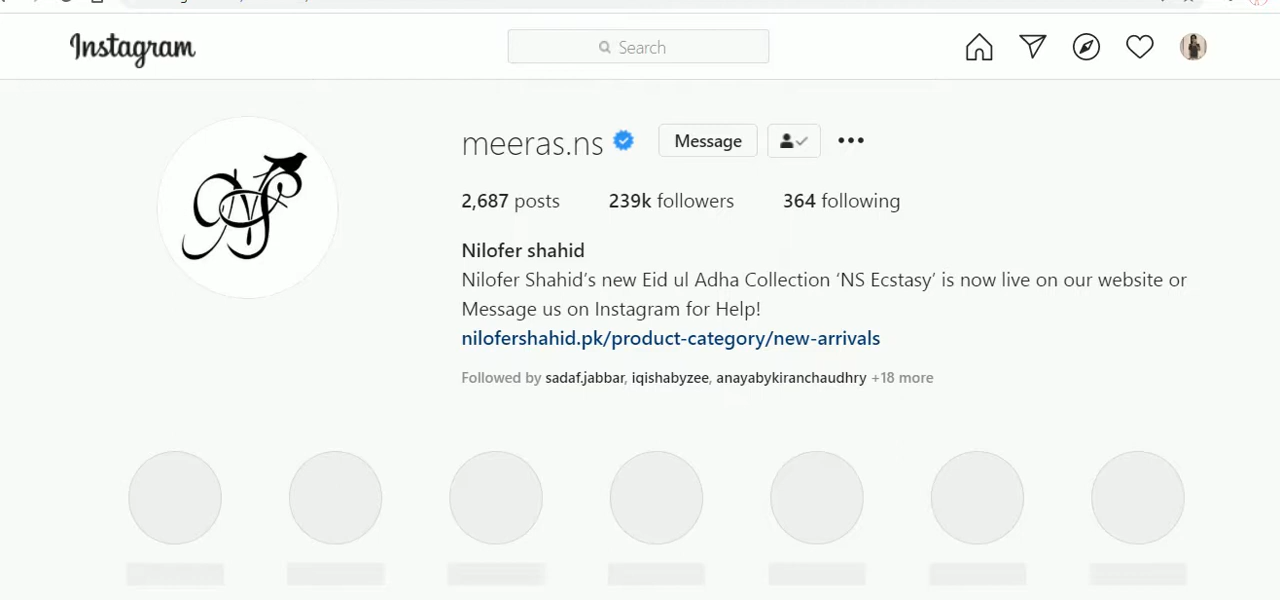 Instagram
Search
meeras.ns
Message
2,687 posts 239k followers 364 following
Nilofer shahid
Nilofer Shahid’s new Eid ul Adha Collection ‘NS Ecstasy’ is now live on our website or
Message us on Instagram for Help!
nilofershahid.pk/product-category/new-arrivals
Followed by sadaf.jabbar, iqishabyzee, anayabykiranchaudhry +18 more